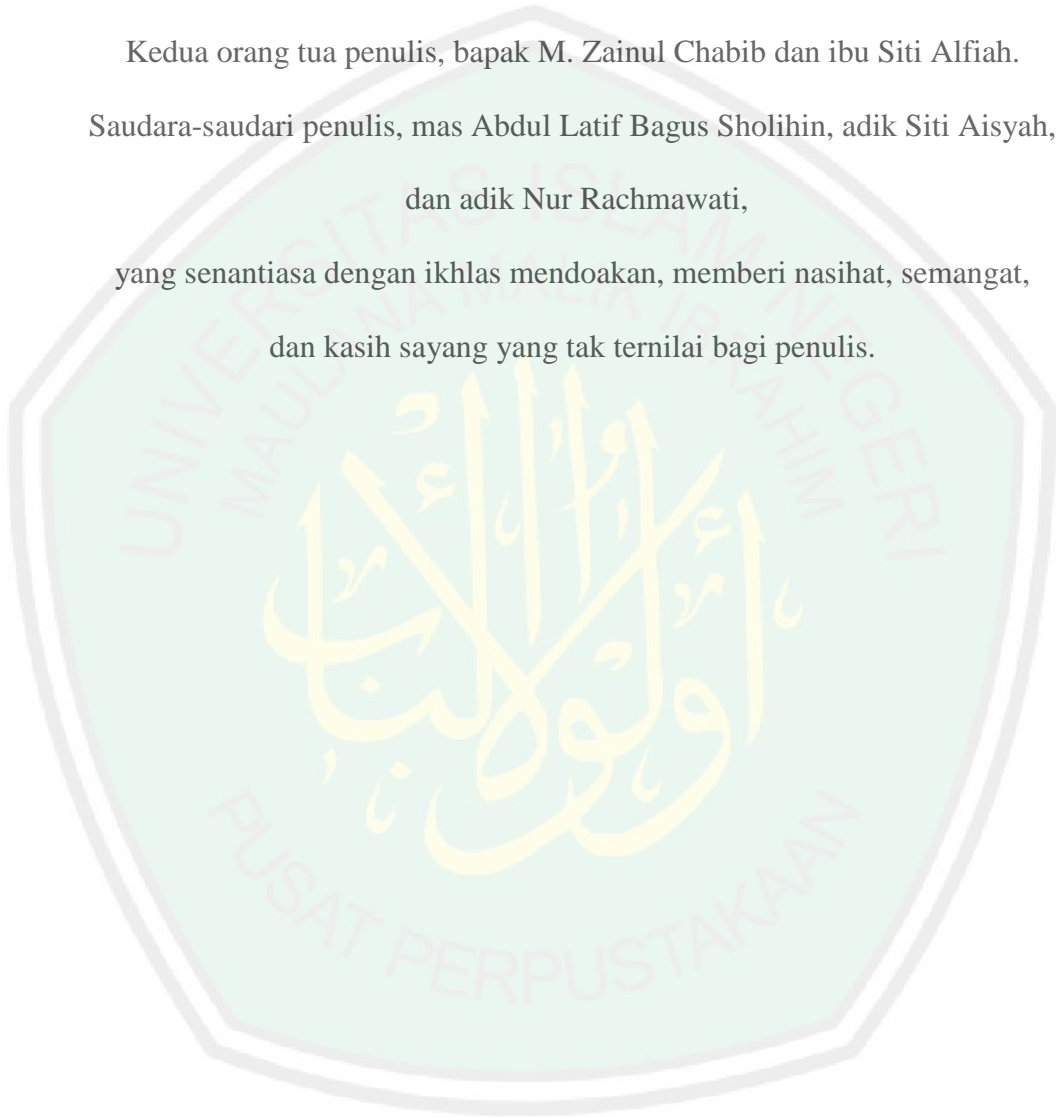 Kedua orang tua penulis, bapak M. Zainul Chabib dan ibu Siti Alfiah.
Saudara-saudari penulis, mas Abdul Latif Bagus Sholihin, adik Siti Aisyah,
dan adik Nur Rachmawati,
yang senantiasa dengan ikhlas mendoakan, memberi nasihat, semangat,
dan kasih sayang yang tak ternilai bagi penulis.
UNIVERSITAS ISLAM NEGERI
MAULANA MALIK IBRAHIM
أولوا الألباب
PUSAT PERPUSTAKAAN